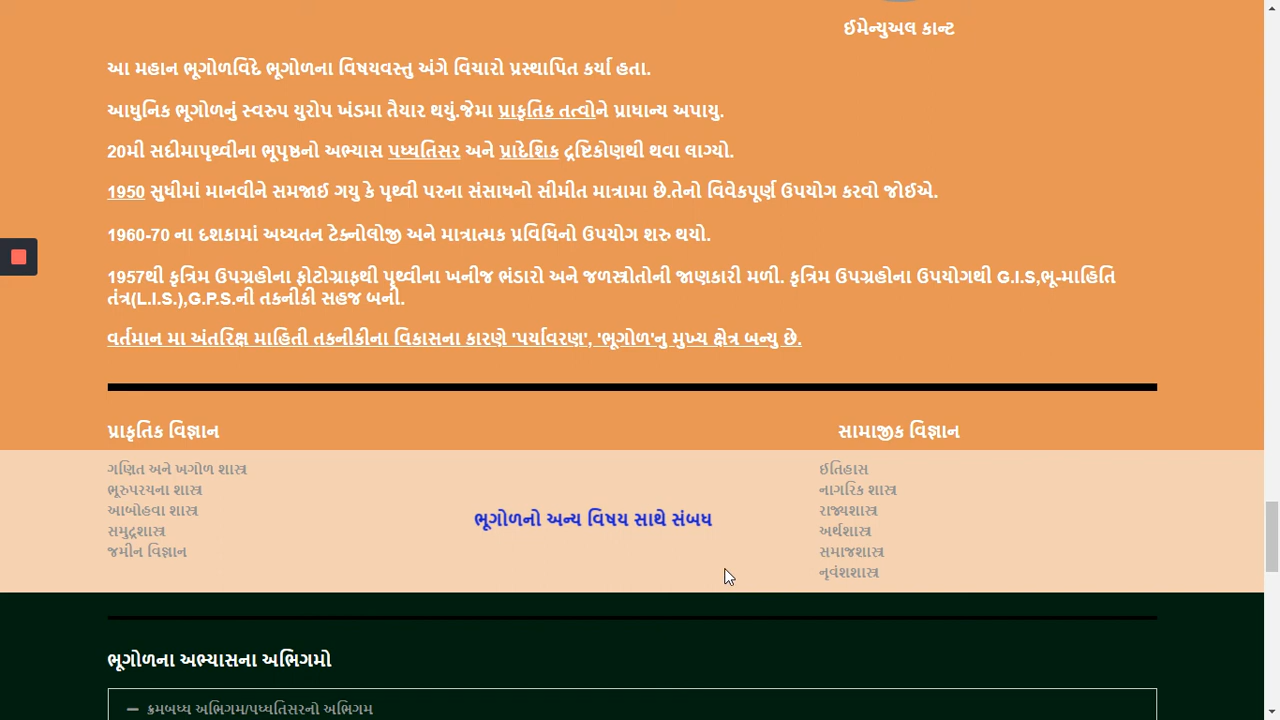 ઈમેન્યુઅલ કાન્ટ
આ મહાન ભૂગોળવિદે ભૂગોળના વિષયવસ્તુ અંગે વિચારો પ્રસ્થાપિત કર્યા હતા.
આધુનિક ભૂગોળનું સ્વરુપ યુરોપ ખંડમા તૈયાર થયું.જેમા પ્રાકૃતિક તત્વોને પ્રાધાન્ય અપાયુ.
20મી સદીમાપૃથ્વીના ભૂપૃષ્ઠનો અભ્યાસ પધ્ધતિસર અને પ્રાદેશિક દ્રષ્ટિકોણથી થવા લાગ્યો.
1950 સુધીમાં માનવીને સમજાઈ ગયુ કે પૃથ્વી પરના સંસાધનો સીમીત માત્રામા છે.તેનો વિવેકપૂર્ણ ઉપયોગ કરવો જોઈએ.
1960-70 ના દશકામાં અધ્યતન ટેક્નોલોજી અને માત્રાત્મક પ્રવિધિનો ઉપયોગ શરુ થયો.
1957થી કૃત્રિમ ઉપગ્રહોના ફોટોગ્રાફથી પૃથ્વીના ખનીજ ભંડારો અને જળસ્ત્રોતોની જાણકારી મળી. કૃત્રિમ ઉપગ્રહોના ઉપયોગથી G.I.S,ભૂ-માહિતિ
તંત્ર(L.I.S.),G.P.S.ની તકનીકી સહજ બની.
વર્તમાન મા અંતરિક્ષ માહિતી તકનીકીના વિકાસના કારણે 'પર્યાવરણ', 'ભૂગોળ'નુ મુખ્ય ક્ષેત્ર બન્યુ છે.
પ્રાકૃતિક વિજ્ઞાન
ગણિત અને ખગોળ શાસ્ત્ર
ભૂરુપરચના શાસ્ત્ર
આબોહવા શાસ્ત્ર
સમુદ્રશાસ્ત્ર
જમીન વિજ્ઞાન
ભૂગોળનો અન્ય વિષય સાથે સંબધ
સામાજીક વિજ્ઞાન
ઈતિહાસ
નાગરિક શાસ્ત્ર
રાજ્યશાસ્ત્ર
અર્થશાસ્ત્ર
સમાજશાસ્ત્ર
નૃવંશશાસ્ત્ર
ભૂગોળના અભ્યાસના અભિગમો
ક્રમબધ્ધ અભિગમ/પધ્ધતિસરનો અભિગમ